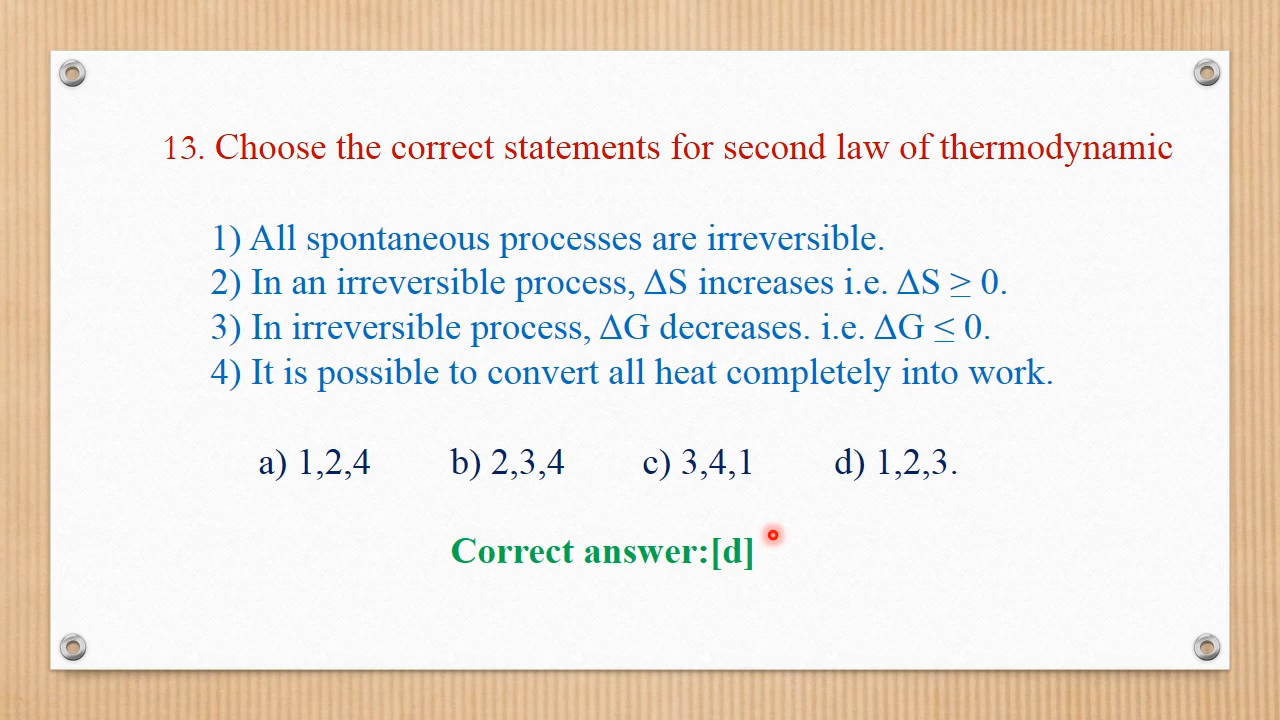 13. Choose the correct statements for second law of thermodynamic
1) All spontaneous processes are irreversible.
2) In an irreversible process, ΔS increases i.e. ΔS ≥ 0.
3) In irreversible process, ΔG decreases. i.e. ΔG ≤ 0.
4) It is possible to convert all heat completely into work.
a) 1,2,4 b) 2,3,4 c) 3,4,1 d) 1,2,3.
Correct answer:[d]